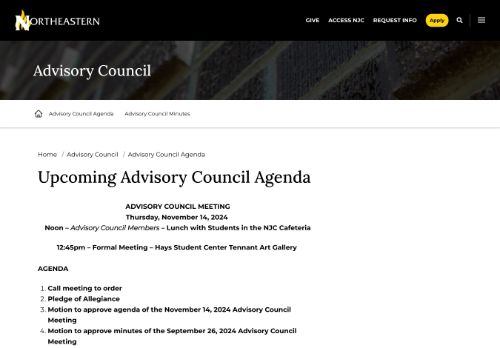 NORTHEASTERN
GIVE ACCESS NJC REQUEST INFO Apply
Advisory Council
Advisory Council Agenda Advisory Council Minutes
Home / Advisory Council / Advisory Council Agenda
Upcoming Advisory Council Agenda
ADVISORY COUNCIL MEETING
Thursday, November 14, 2024
Noon – Advisory Council Members – Lunch with Students in the NJC Cafeteria
12:45pm – Formal Meeting – Hays Student Center Tennant Art Gallery
AGENDA
1. Call meeting to order
2. Pledge of Allegiance
3. Motion to approve agenda of the November 14, 2024 Advisory Council
Meeting
4. Motion to approve minutes of the September 26, 2024 Advisory Council
Meeting